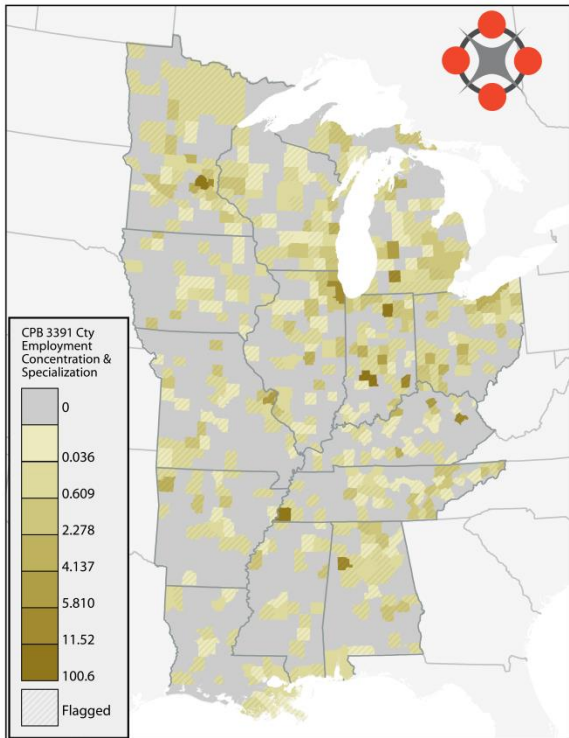 CPB 3391 Cty
Employment
Concentration &
Specialization
0
0.036
0.609
2.278
4.137
5.810
11.52
100.6
Flagged